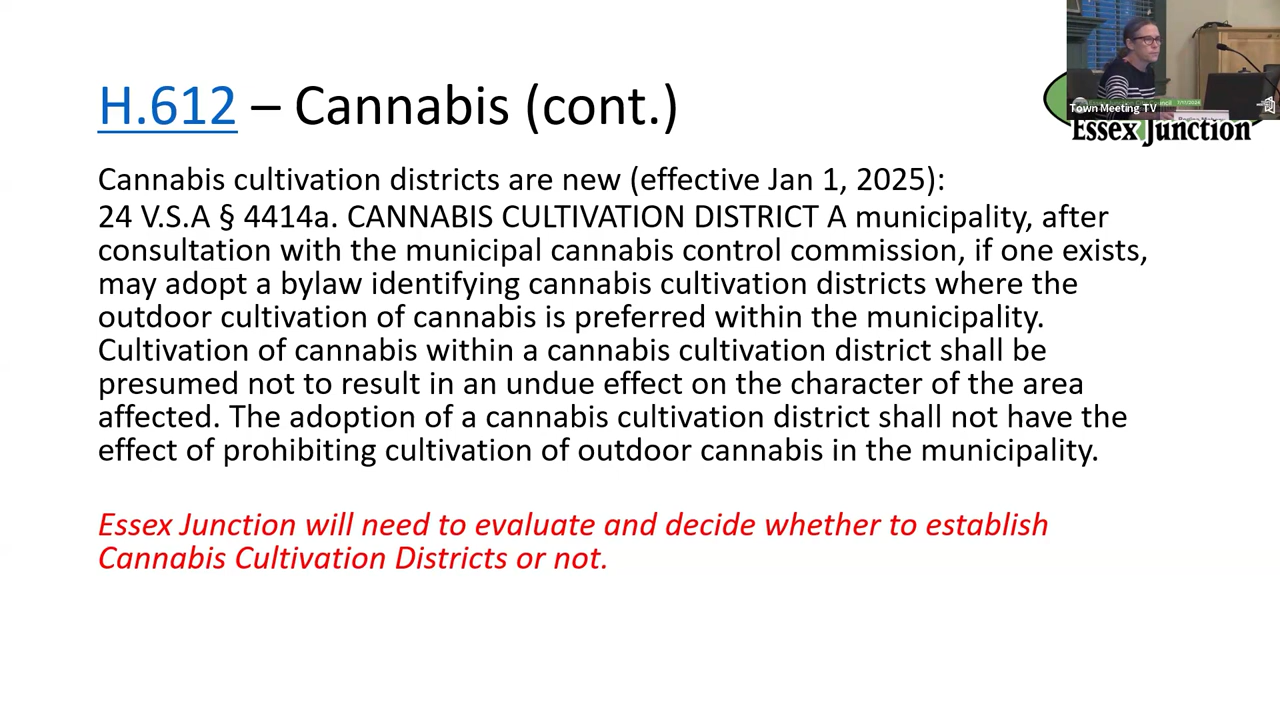 H.612 – Cannabis (cont.)
Town Meeting TV
Essex Junction
Cannabis cultivation districts are new (effective Jan 1, 2025):
24 V.S.A § 4414a. CANNABIS CULTIVATION DISTRICT A municipality, after
consultation with the municipal cannabis control commission, if one exists,
may adopt a bylaw identifying cannabis cultivation districts where the
outdoor cultivation of cannabis is preferred within the municipality.
Cultivation of cannabis within a cannabis cultivation district shall be
presumed not to result in an undue effect on the character of the area
affected. The adoption of a cannabis cultivation district shall not have the
effect of prohibiting cultivation of outdoor cannabis in the municipality.
Essex Junction will need to evaluate and decide whether to establish
Cannabis Cultivation Districts or not.